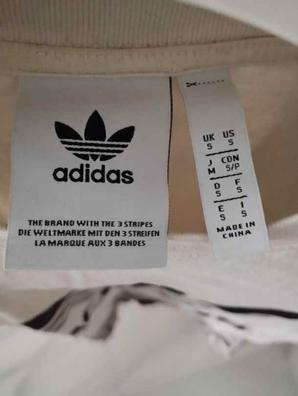 adidas
THE BRAND WITH THE 3 STRIPES
DIE WELTMARKE MIT DEN 3 STREIFEN
LA MARQUE AUX 3 BANDES
UK S
US S
J M
CDN S/P
D S
F S
E S
I S
MADE IN
CHINA